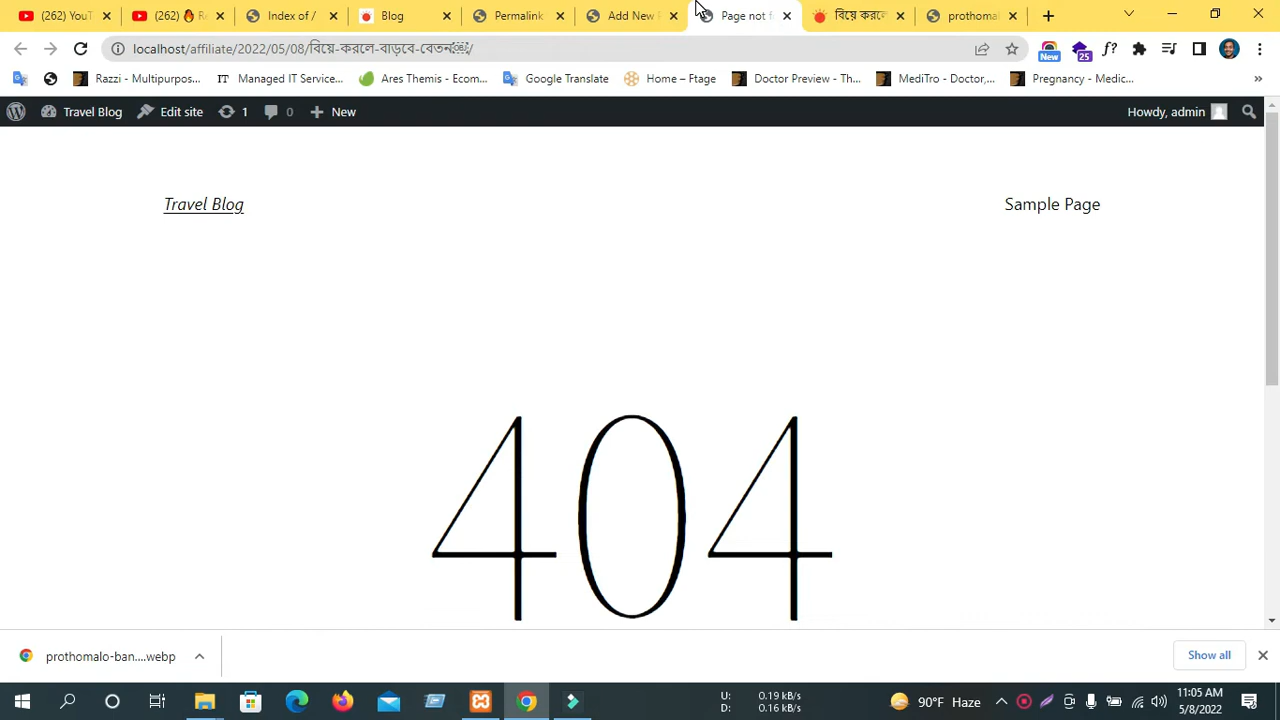 (262) YouT
(262) 🔥 R
Index of /
Blog
Permalink
Add New P
Page not f
বিয়ে করলে
prothomal
localhost/affiliate/2022/05/08/বিয়ে-করলে-বাড়বে-বেতন￼/
New
25
f?
Razzi - Multipurpos...
IT Managed IT Service...
Ares Themis - Ecom...
Google Translate
Home – Ftage
Doctor Preview - Th...
MediTro - Doctor,...
Pregnancy - Medic...
»
Travel Blog
Edit site
1
0
New
Howdy, admin
Travel Blog
Sample Page
404
prothomalo-ban....webp
Show all
U: 0.19 kB/s
D: 0.16 kB/s
90°F Haze
11:05 AM
5/8/2022